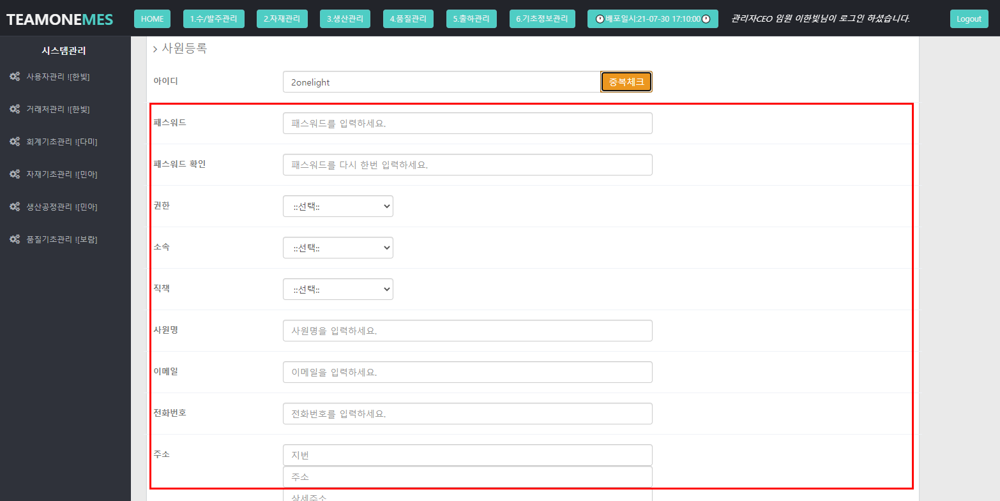 TEAMONEMES
HOME
1.수/발주관리
2.자재관리
3.생산관리
4.품질관리
5.출하관리
6.기초정보관리
배포일시:21-07-30 17:10:00
관리자CEO 임원 이한빛님이 로그인 하셨습니다.
Logout
시스템관리
사용자관리 ![한빛]
거래처관리 ![한빛]
회계기초관리 ![다미]
자재기초관리 ![민아]
생산공정관리 ![민아]
품질기초관리 ![보람]
> 사원등록
아이디
2onelight
중복체크
패스워드
패스워드를 입력하세요.
패스워드 확인
패스워드를 다시 한번 입력하세요.
권한
::선택::
소속
::선택::
직책
::선택::
사원명
사원명을 입력하세요.
이메일
이메일을 입력하세요.
전화번호
전화번호를 입력하세요.
주소
지번
주소
상세주소